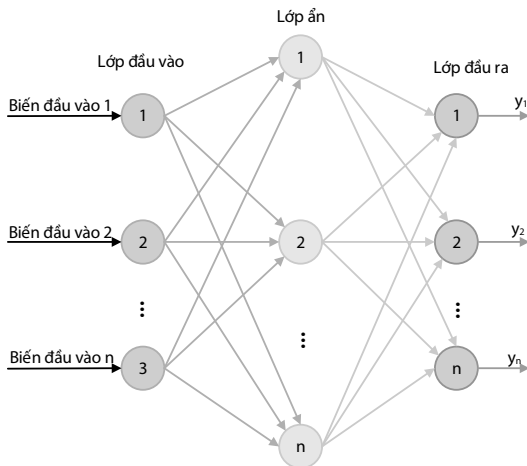 Lớp ẩn
Lớp đầu vào
Lớp đầu ra
Biến đầu vào 1
1
1
1
y1
Biến đầu vào 2
2
2
2
y2
Biến đầu vào n
3
n
n
yn